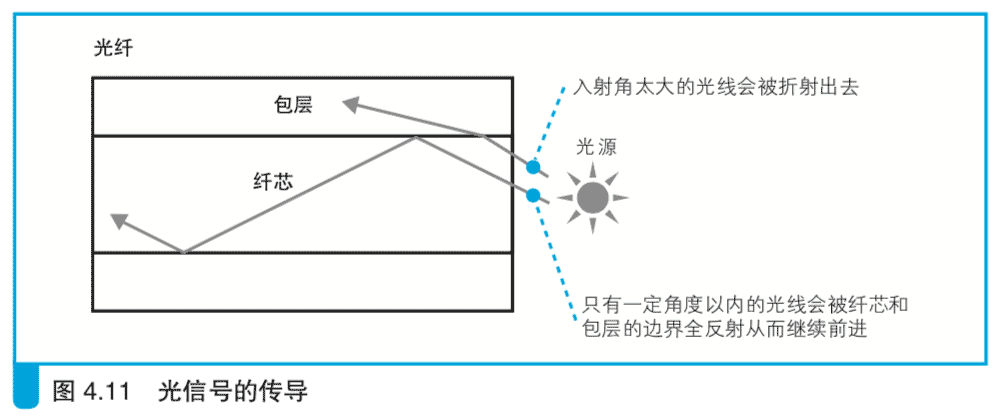 光纤
包层
入射角太大的光线会被折射出去
光源
纤芯
只有一定角度以内的光线会被纤芯和
包层的边界全反射从而继续前进
图 4.11 光信号的传导